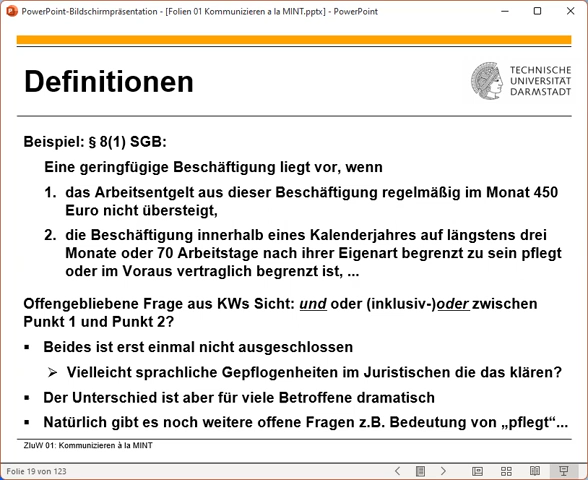 PowerPoint-Bildschirmpräsentation - [Folien 01 Kommunizieren a la MINT.pptx] - PowerPoint
Definitionen
TECHNISCHE
UNIVERSITÄT
DARMSTADT
Beispiel: § 8(1) SGB:
Eine geringfügige Beschäftigung liegt vor, wenn
1. das Arbeitsentgelt aus dieser Beschäftigung regelmäßig im Monat 450
Euro nicht übersteigt,
2. die Beschäftigung innerhalb eines Kalenderjahres auf längstens drei
Monate oder 70 Arbeitstage nach ihrer Eigenart begrenzt zu sein pflegt
oder im Voraus vertraglich begrenzt ist, ...
Offengebliebene Frage aus KWs Sicht: und oder (inklusiv-)oder zwischen
Punkt 1 und Punkt 2?
▪ Beides ist erst einmal nicht ausgeschlossen
➢ Vielleicht sprachliche Gepflogenheiten im Juristischen die das klären?
▪ Der Unterschied ist aber für viele Betroffene dramatisch
▪ Natürlich gibt es noch weitere offene Fragen z.B. Bedeutung von „pflegt“...
ZluW 01: Kommunizieren à la MINT
Folie 19 von 123